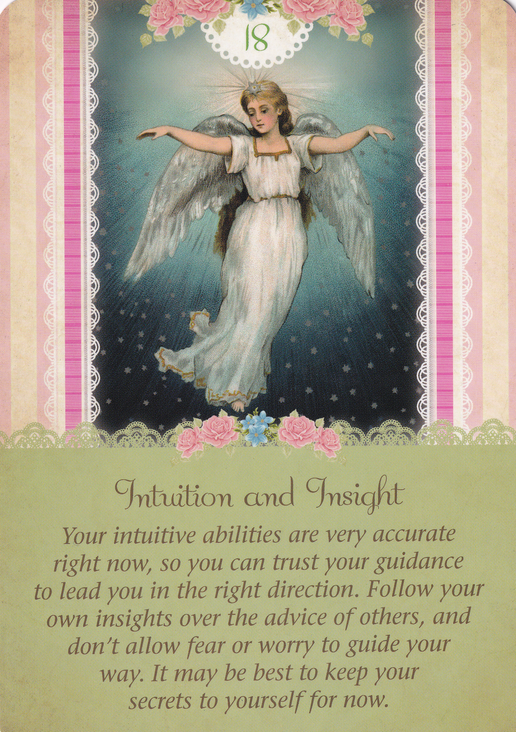 18
Intuition and Insight
Your intuitive abilities are very accurate
right now, so you can trust your guidance
to lead you in the right direction. Follow your
own insights over the advice of others, and
don't allow fear or worry to guide your
way. It may be best to keep your
secrets to yourself for now.